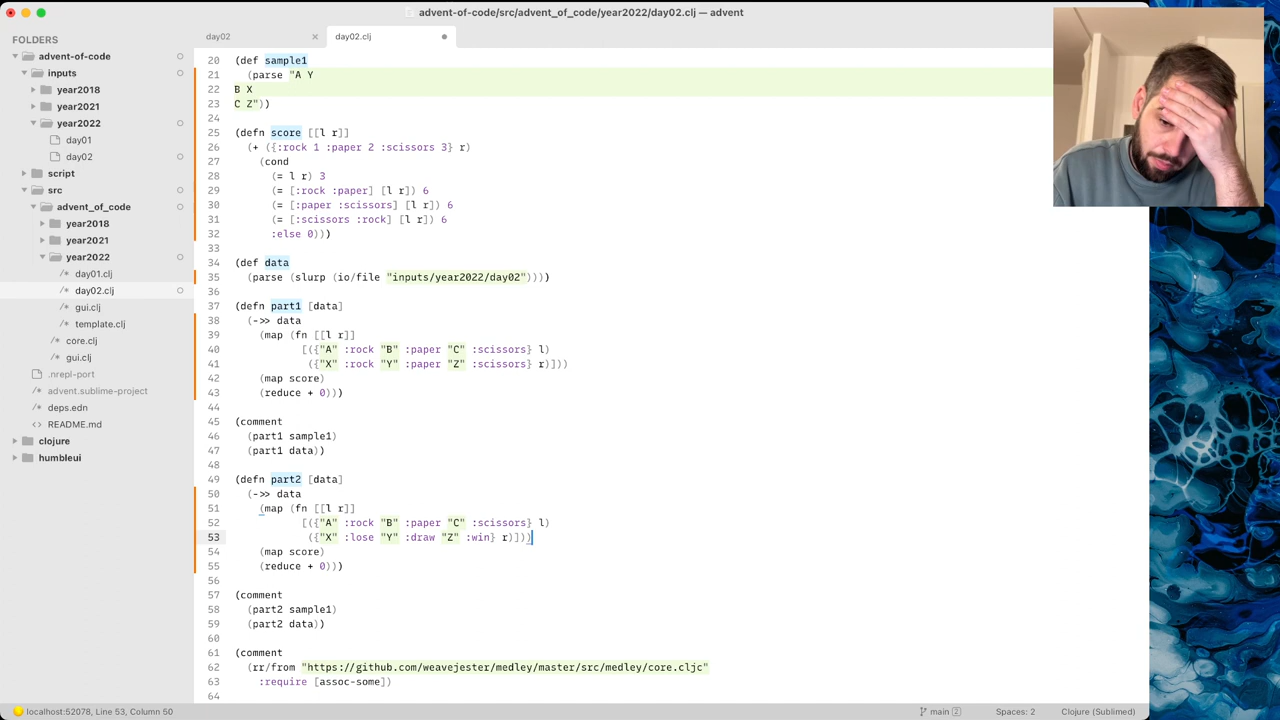 advent-of-code/src/advent_of_code/year2022/day02.clj — advent
FOLDERS
advent-of-code
inputs
year2018
year2021
year2022
day01
day02
script
src
advent_of_code
year2018
year2021
year2022
day01.clj
day02.clj
gui.clj
template.clj
core.clj
gui.clj
.nrepl-port
advent.sublime-project
deps.edn
README.md
clojure
humbleui
day02 × day02.clj
20 (def sample1
21 (parse "A Y
22 B X
23 C Z"))
24
25 (defn score [[l r]]
26 (+ ({:rock 1 :paper 2 :scissors 3} r)
27 (cond
28 (= l r) 3
29 (= [:rock :paper] [l r]) 6
30 (= [:paper :scissors] [l r]) 6
31 (= [:scissors :rock] [l r]) 6
32 :else 0)))
33
34 (def data
35 (parse (slurp (io/file "inputs/year2022/day02"))))
36
37 (defn part1 [data]
38 (->> data
39 (map (fn [[l r]]
40 [({"A" :rock "B" :paper "C" :scissors} l)
41 ({"X" :rock "Y" :paper "Z" :scissors} r)]))
42 (map score)
43 (reduce + 0)))
44
45 (comment
46 (part1 sample1)
47 (part1 data))
48
49 (defn part2 [data]
50 (->> data
51 (map (fn [[l r]]
52 [({"A" :rock "B" :paper "C" :scissors} l)
53 ({"X" :lose "Y" :draw "Z" :win} r)]))
54 (map score)
55 (reduce + 0)))
56
57 (comment
58 (part2 sample1)
59 (part2 data))
60
61 (comment
62 (rr/from "https://github.com/weavejester/medley/master/src/medley/core.cljc"
63 :require [assoc-some])
64
localhost:52078, Line 53, Column 50 main 2 Spaces: 2 Clojure (Sublimed)